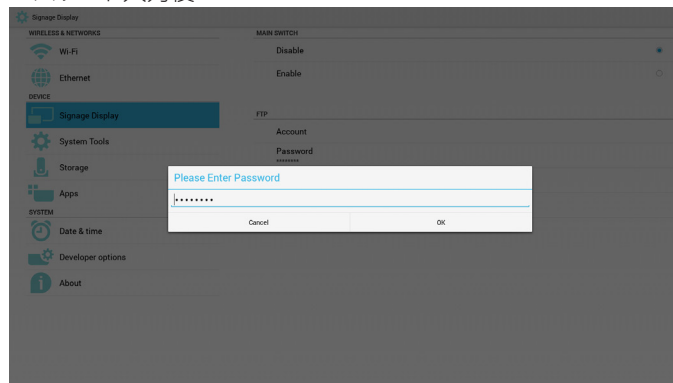 Signage Display
WIRELESS & NETWORKS
Wi-Fi
Ethernet
DEVICE
Signage Display
System Tools
Storage
Apps
SYSTEM
Date & time
Developer options
About
MAIN SWITCH
Disable
Enable
FTP
Account
Password
********
Please Enter Password
••••••••
Cancel
OK